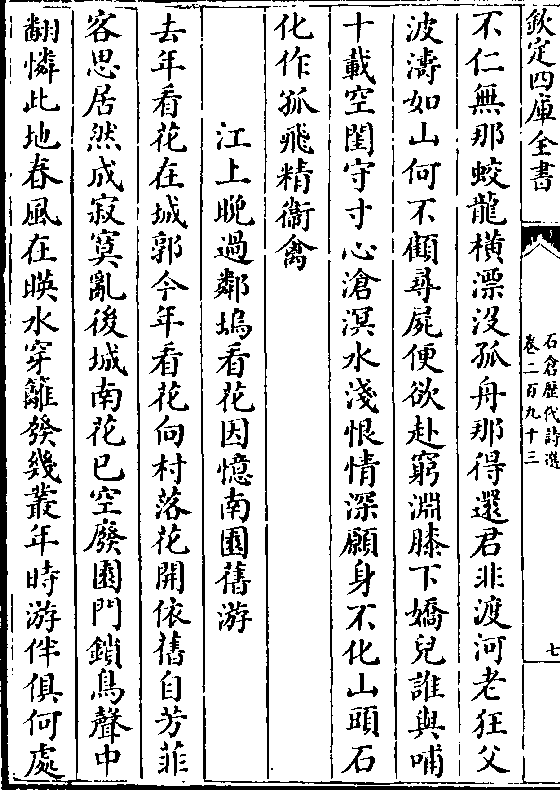 欽定四庫全書
石倉歷代詩選
卷二百九十三
七
不仁無那蛟龍橫漂沒孤舟那得還君非渡河老狂父
波濤如山何不顧尋屍便欲赴窮淵膝下嬌兒誰與哺
十載空閨守寸心滄溟水淺恨情深願身不化山頭石
化作孤飛精衞禽
江上晩過鄰塢看花因憶南園舊游
去年看花在城郭今年看花向村落花開依舊自芳菲
客思居然成寂寞亂後城南花已空廢園門鎖鳥聲中
翻憐此地春風在映水穿籬發幾叢年時游伴俱何處